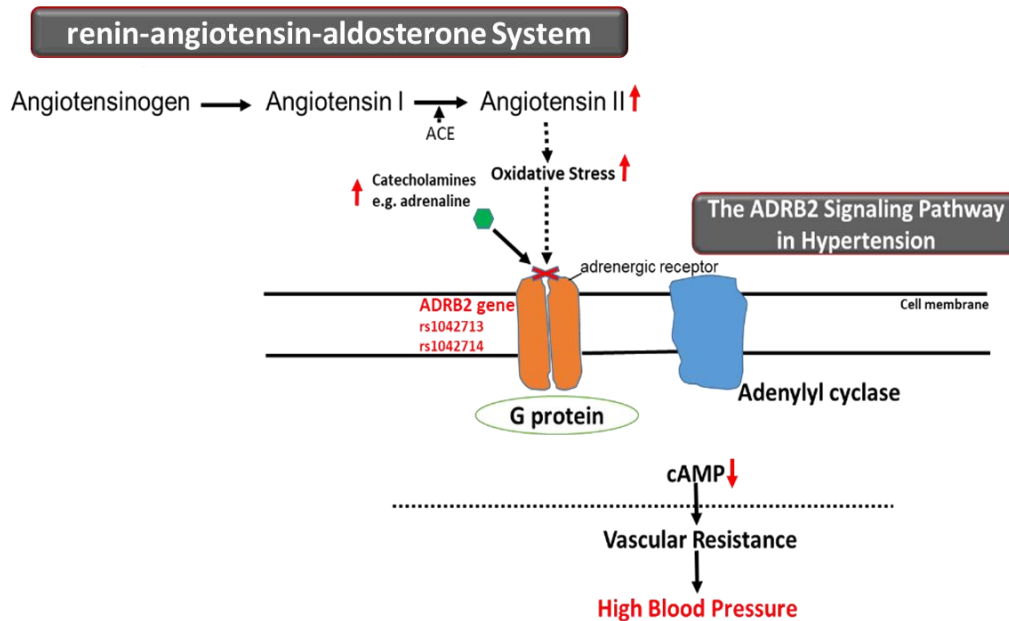 renin-angiotensin-aldosterone System
Angiotensinogen
Angiotensin I
Angiotensin II
ACE
Catecholamines
e.g. adrenaline
Oxidative Stress
The ADRB2 Signaling Pathway
in Hypertension
adrenergic receptor
ADRB2 gene
rs1042713
rs1042714
Cell membrane
Adenylyl cyclase
G protein
cAMP
Vascular Resistance
High Blood Pressure